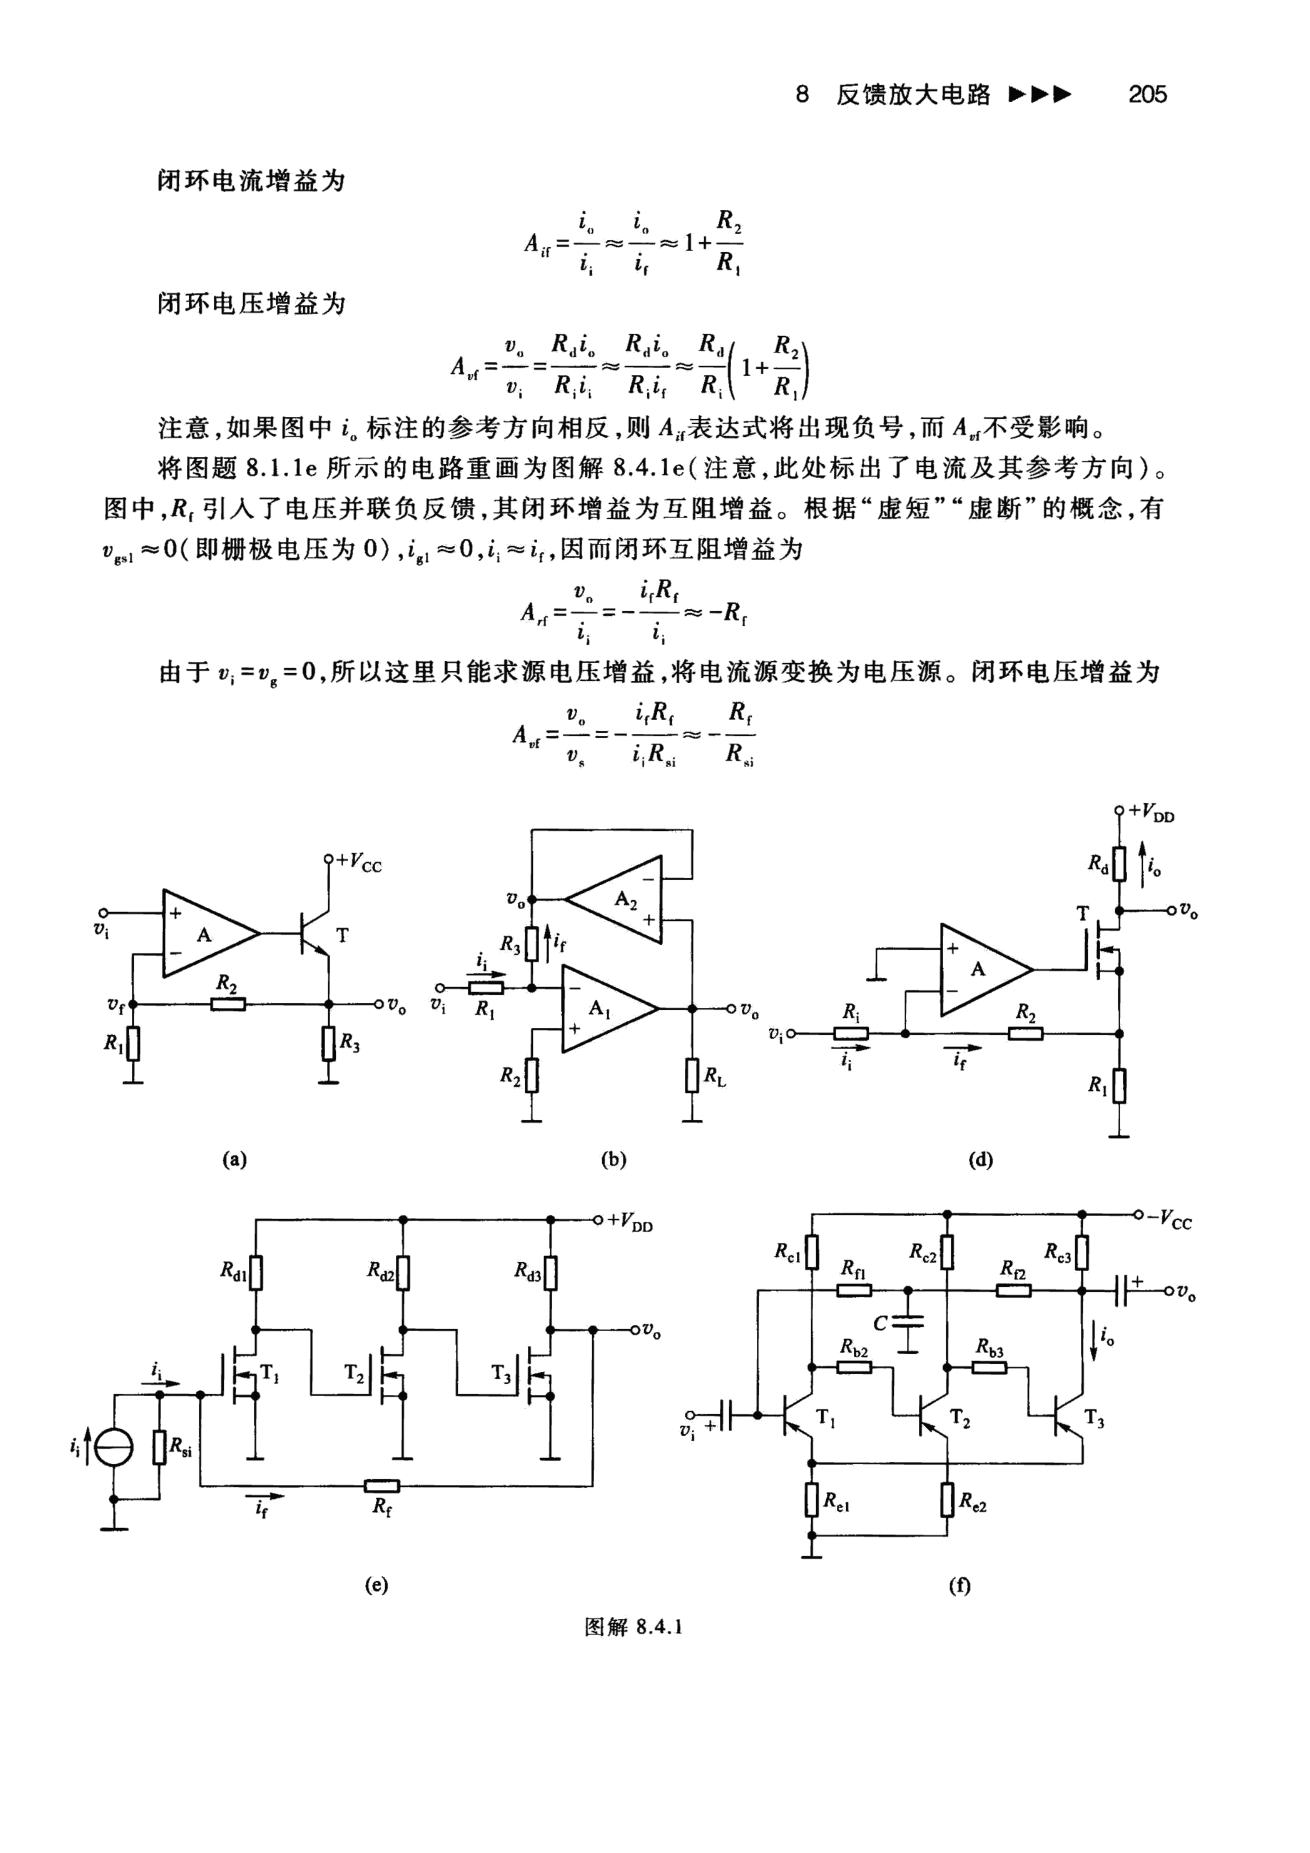 8 反馈放大电路 ▶▶▶ 205
闭环电流增益为
A_if = i_o/i_i ≈ i_o/i_f ≈ 1+R_2/R_1
闭环电压增益为
A_vf = v_o/v_i = R_d i_o/R_i i_i ≈ R_d i_o/R_i i_f ≈ R_d/R_i (1+R_2/R_1)
注意,如果图中 i_o 标注的参考方向相反,则 A_if 表达式将出现负号,而 A_vf 不受影响。
将图题 8.1.1e 所示的电路重画为图解 8.4.1e(注意,此处标出了电流及其参考方向)。
图中,R_f 引入了电压并联负反馈,其闭环增益为互阻增益。根据“虚短”“虚断”的概念,有
v_gs1 ≈0(即栅极电压为 0),i_g1 ≈0,i_i ≈i_f,因而闭环互阻增益为
A_rf = v_o/i_i = - i_f R_f/i_i ≈ -R_f
由于 v_i =v_g =0,所以这里只能求源电压增益,将电流源变换为电压源。闭环电压增益为
A_vf = v_o/v_s = - i_f R_f/i_i R_si ≈ - R_f/R_si
+V_CC
v_i
+
-
A
T
v_f
R_2
v_o
R_1
R_3
(a)
v_o
A_2
-
+
R_3
i_f
i_i
v_i
R_1
-
+
A_1
v_o
R_2
R_L
(b)
+V_DD
R_d
i_o
T
v_o
+
-
A
v_i
R_i
i_i
i_f
R_2
R_1
(d)
+V_DD
R_d1
R_d2
R_d3
v_o
T_1
T_2
T_3
i_i
i_i
R_si
i_f
R_f
(e)
-V_CC
R_c1
R_c2
R_c3
R_f1
R_f2
+
v_o
C
i_o
R_b2
R_b3
v_i
+
T_1
T_2
T_3
R_e1
R_e2
(f)
图解 8.4.1